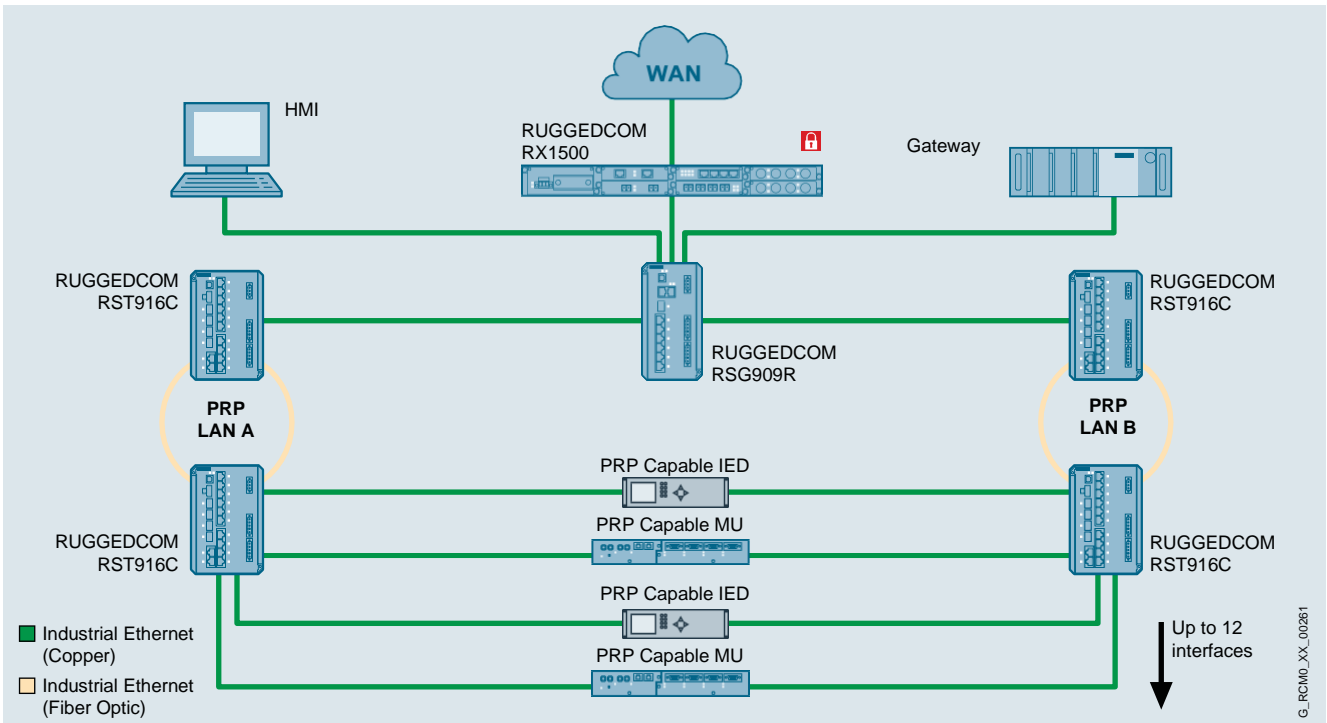 WAN
HMI
RUGGEDCOM
RX1500
Gateway
RUGGEDCOM
RST916C
RUGGEDCOM
RST916C
RUGGEDCOM
RSG909R
PRP
LAN A
PRP
LAN B
PRP Capable IED
PRP Capable MU
RUGGEDCOM
RST916C
RUGGEDCOM
RST916C
PRP Capable IED
PRP Capable MU
Industrial Ethernet
(Copper)
Industrial Ethernet
(Fiber Optic)
Up to 12
interfaces
G_RCM0_XX_00261